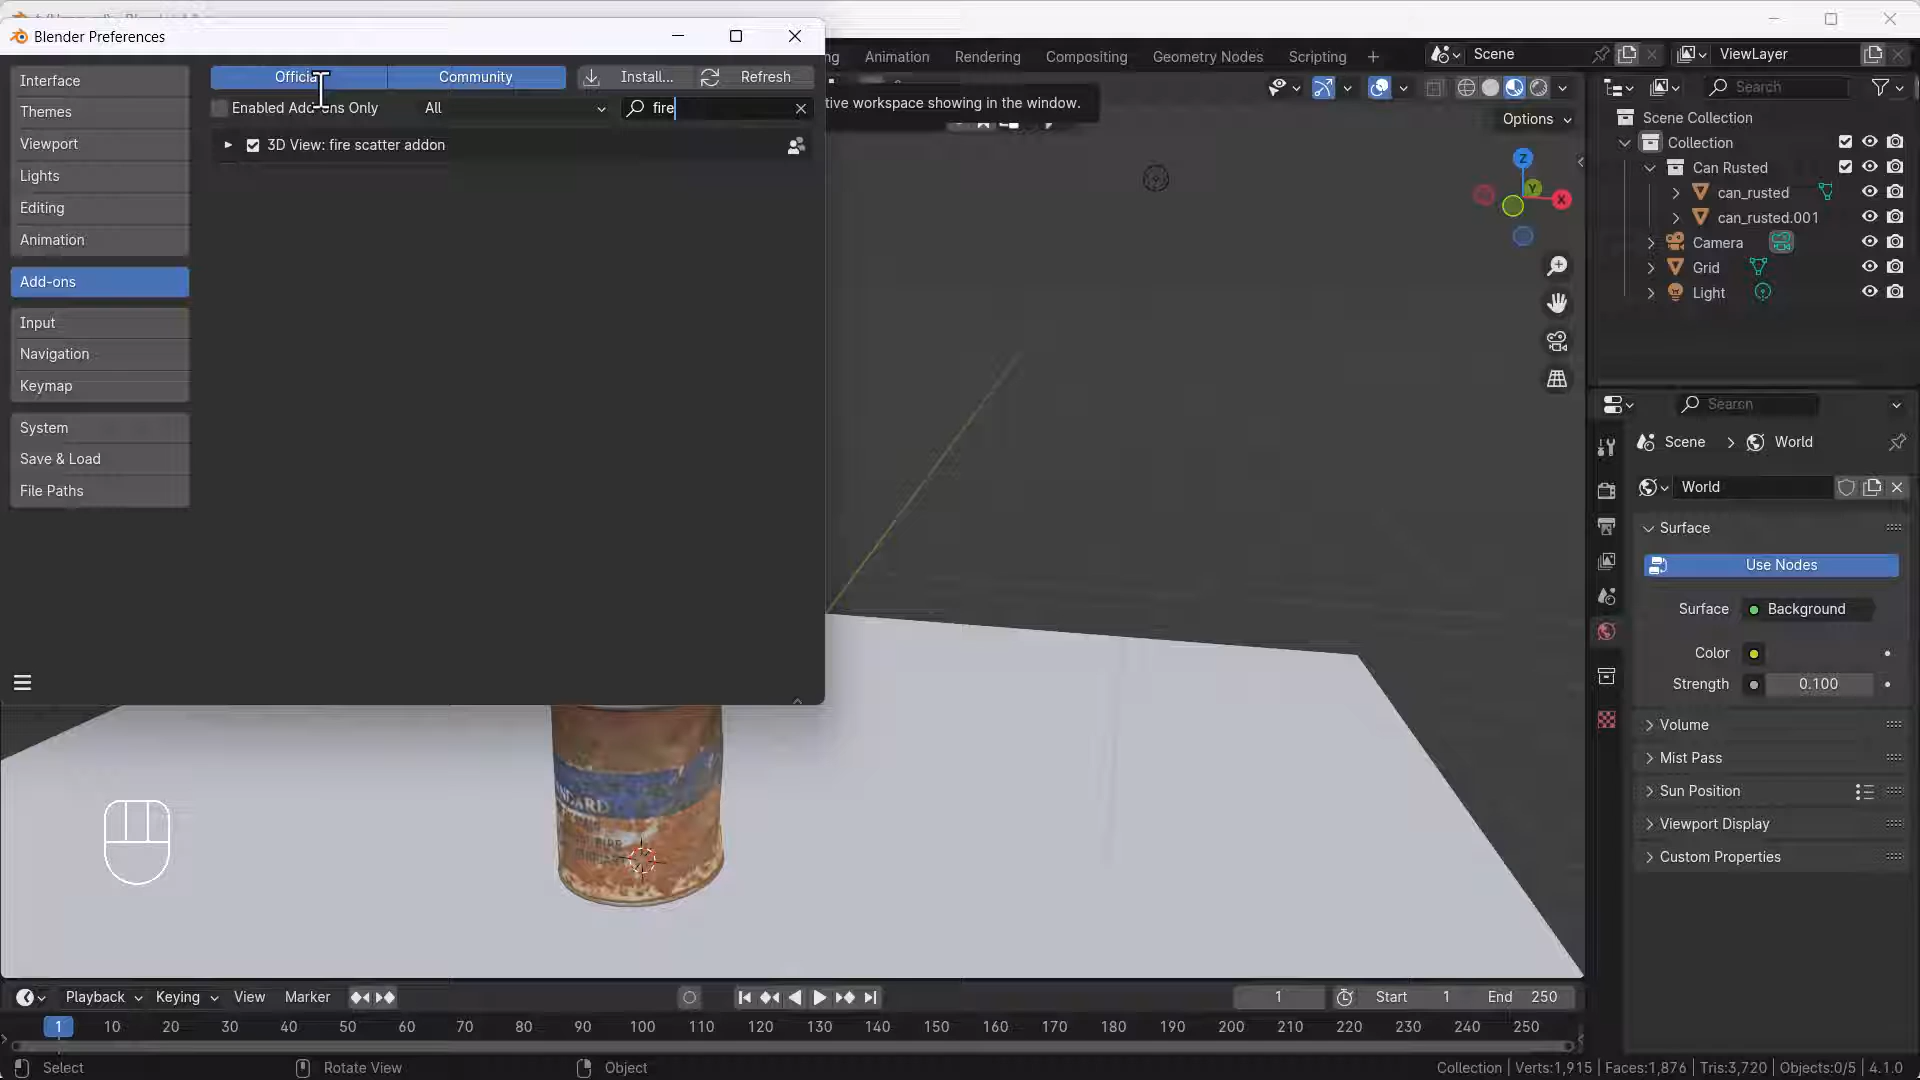 Blender Preferences
Interface
Themes
Viewport
Lights
Editing
Animation
Add-ons
Input
Navigation
Keymap
System
Save & Load
File Paths
Community
Install...
Refresh
Enabled Add-ons Only
All
fire
3D View: fire scatter addon
Animation
Rendering
Compositing
Geometry Nodes
Scripting
+
Scene
ViewLayer
tive workspace showing in the window.
Options
Z
Y
X
Search
Scene Collection
Collection
Can Rusted
can_rusted
can_rusted.001
Camera
Grid
Light
Search
Scene > World
World
Surface
Use Nodes
Surface Background
Color
Strength 0.100
Volume
Mist Pass
Sun Position
Viewport Display
Custom Properties
Playback
Keying
View
Marker
1
Start 1
End 250
1 10 20 30 40 50 60 70 80 90 100 110 120 130 140 150 160 170 180 190 200 210 220 230 240 250
Select
Rotate View
Object
Collection | Verts:1,915 | Faces:1,876 | Tris:3,720 | Objects:0/5 | 4.1.0